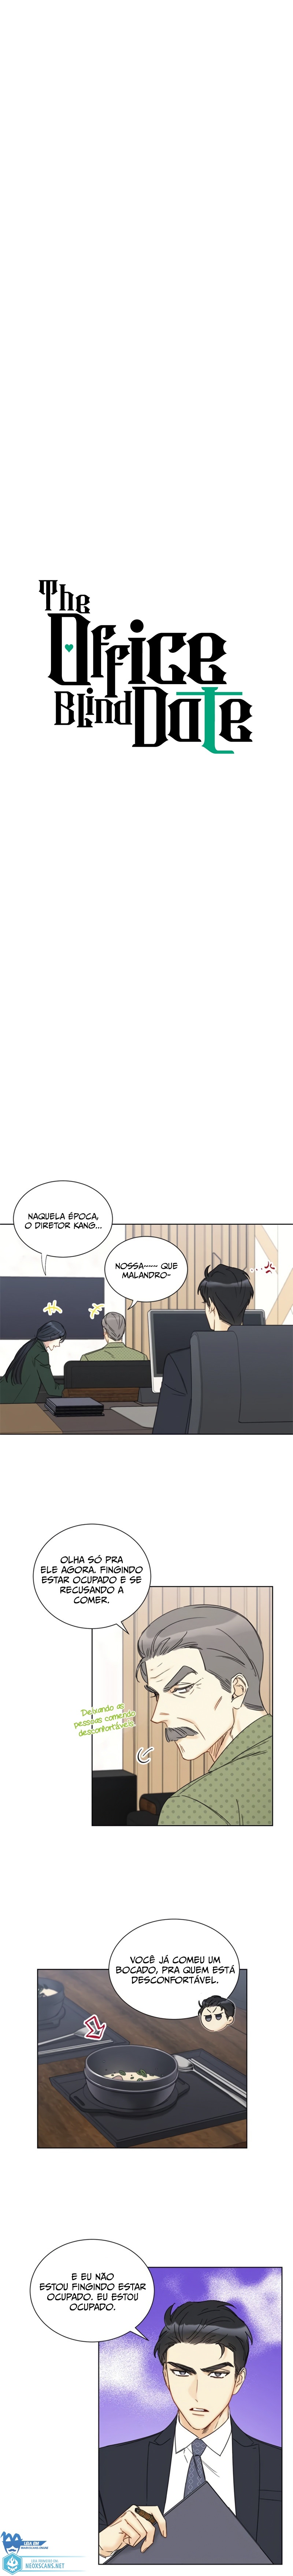 The
Office
Blind Date
NAQUELA ÉPOCA,
O DIRETOR KANG...
NOSSA~~~~ QUE
MALANDRO~
OLHA SÓ PRA
ELE AGORA. FINGINDO
ESTAR OCUPADO E SE
RECUSANDO A
COMER.
Deixando as
pessoas comendo
desconfortáveis.
VOCÊ JÁ COMEU UM
BOCADO, PRA QUEM ESTÁ
DESCONFORTÁVEL.
E EU NÃO
ESTOU FINGINDO ESTAR
OCUPADO. EU ESTOU
OCUPADO.
LEIA EM
NEOXSCANS.NET